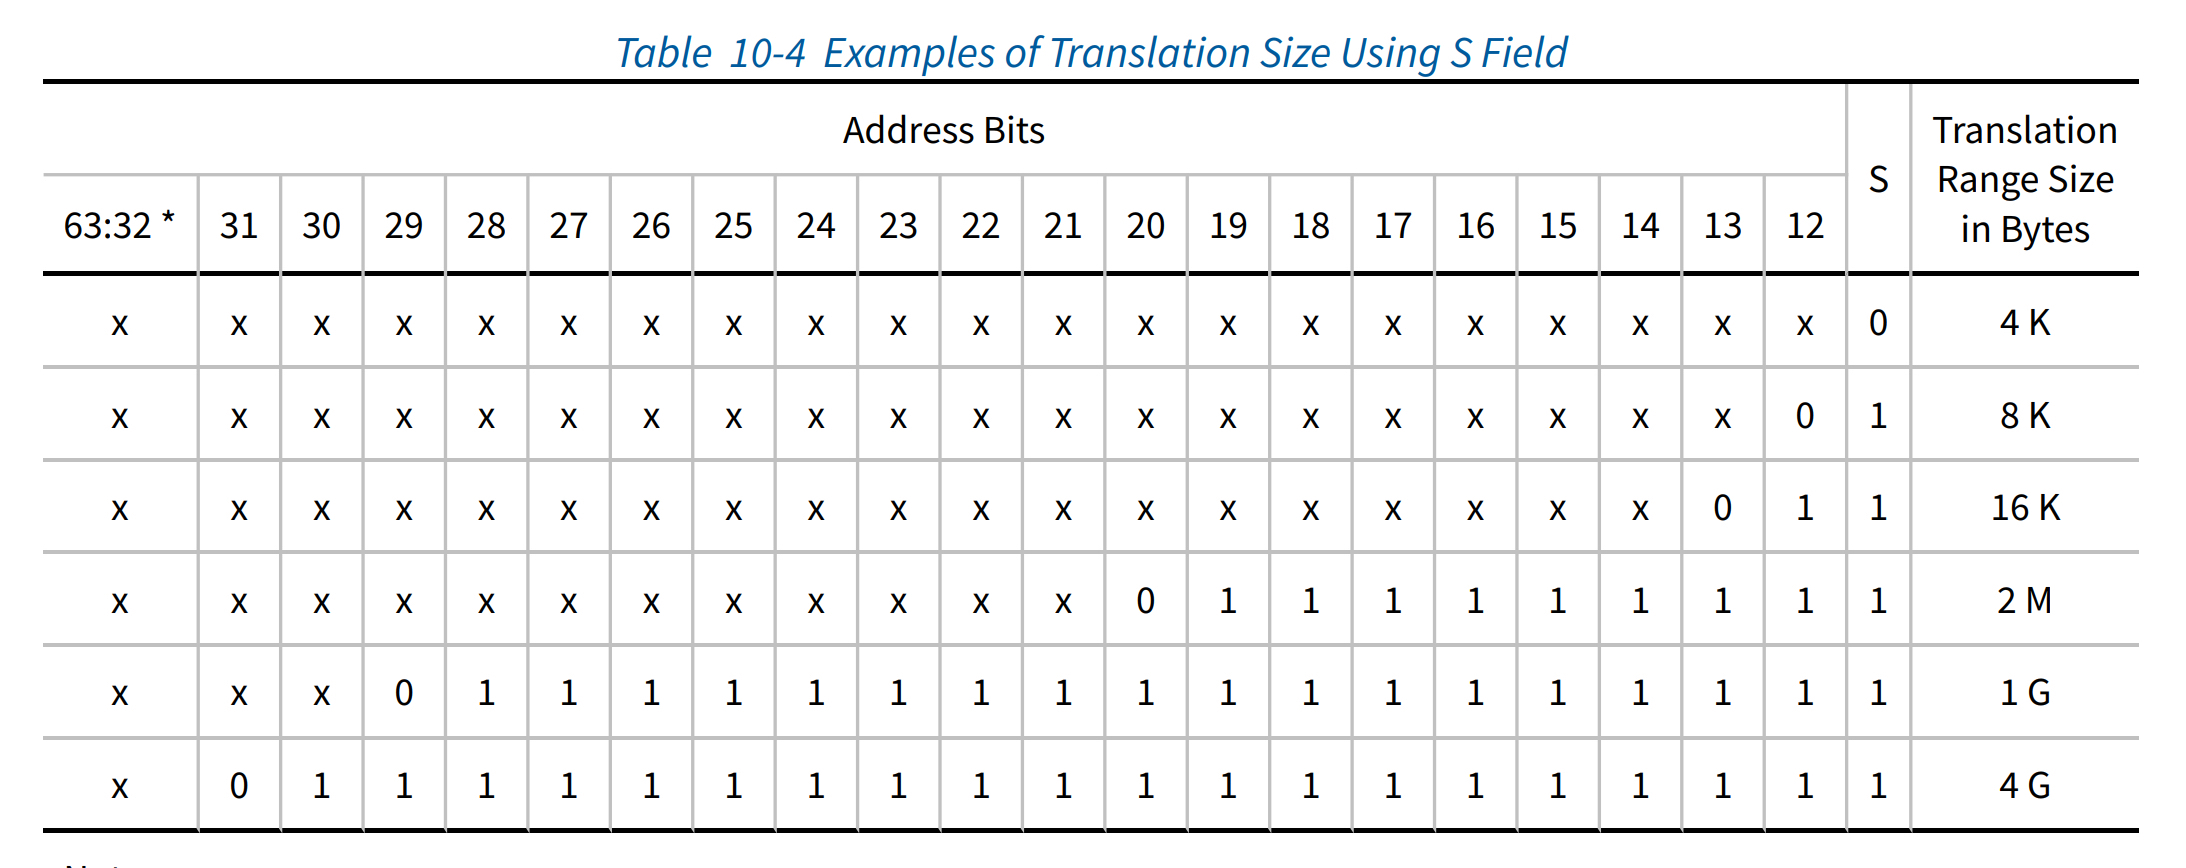 Table 10-4 Examples of Translation Size Using S Field
Address Bits S Translation Range Size in Bytes
63:32 * 31 30 29 28 27 26 25 24 23 22 21 20 19 18 17 16 15 14 13 12
x x x x x x x x x x x x x x x x x x x x x 0 4 K
x x x x x x x x x x x x x x x x x x x x 0 1 8 K
x x x x x x x x x x x x x x x x x x x 0 1 1 16 K
x x x x x x x x x x x x 0 1 1 1 1 1 1 1 1 1 2 M
x x x 0 1 1 1 1 1 1 1 1 1 1 1 1 1 1 1 1 1 1 1 G
x 0 1 1 1 1 1 1 1 1 1 1 1 1 1 1 1 1 1 1 1 1 4 G